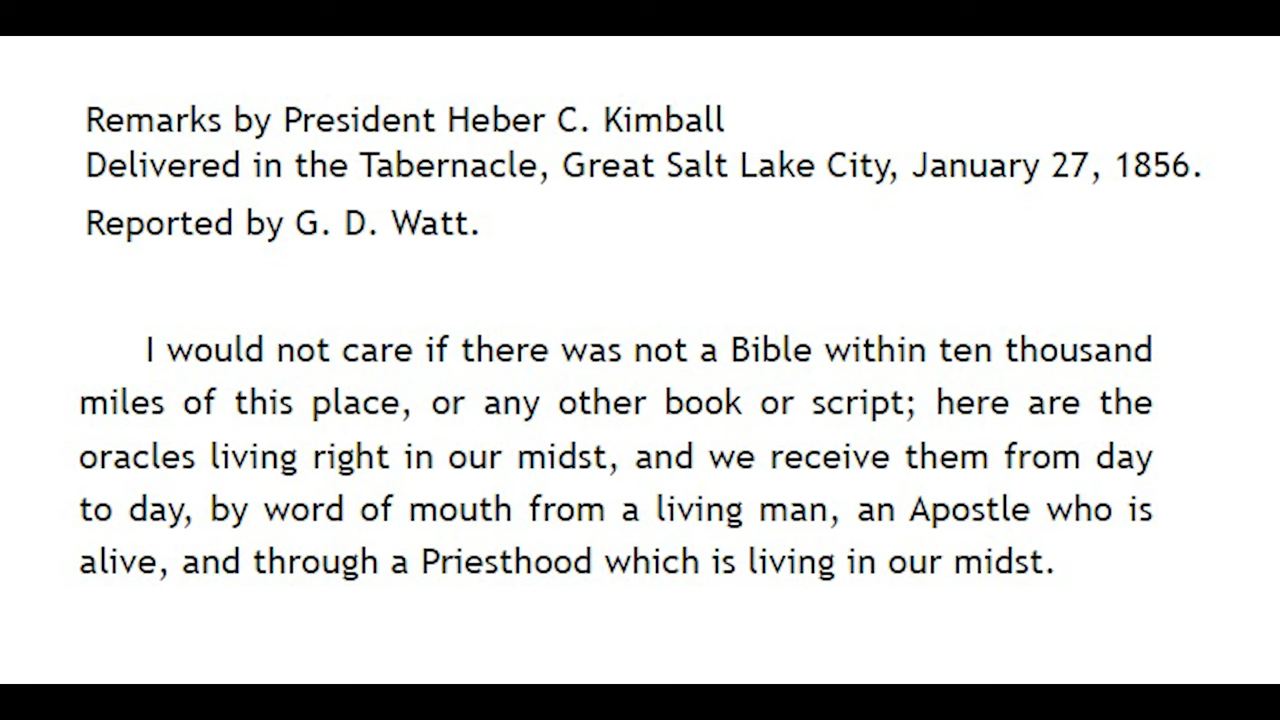 Remarks by President Heber C. Kimball
Delivered in the Tabernacle, Great Salt Lake City, January 27, 1856.
Reported by G. D. Watt.
I would not care if there was not a Bible within ten thousand
miles of this place, or any other book or script; here are the
oracles living right in our midst, and we receive them from day
to day, by word of mouth from a living man, an Apostle who is
alive, and through a Priesthood which is living in our midst.